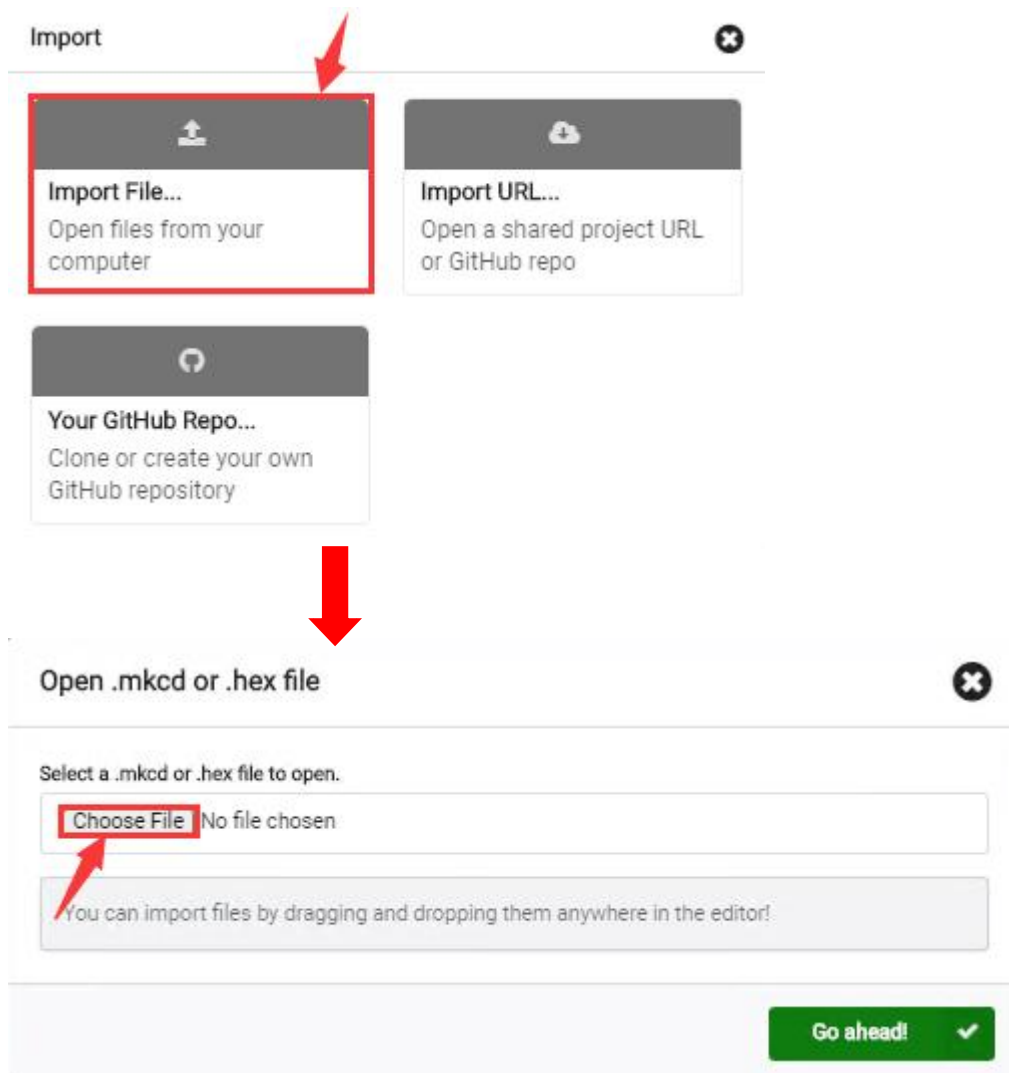 Import
Import File...
Open files from your
computer
Import URL...
Open a shared project URL
or GitHub repo
Your GitHub Repo...
Clone or create your own
GitHub repository
Open .mkcd or .hex file
Select a .mkcd or .hex file to open.
Choose File No file chosen
You can import files by dragging and dropping them anywhere in the editor!
Go ahead!